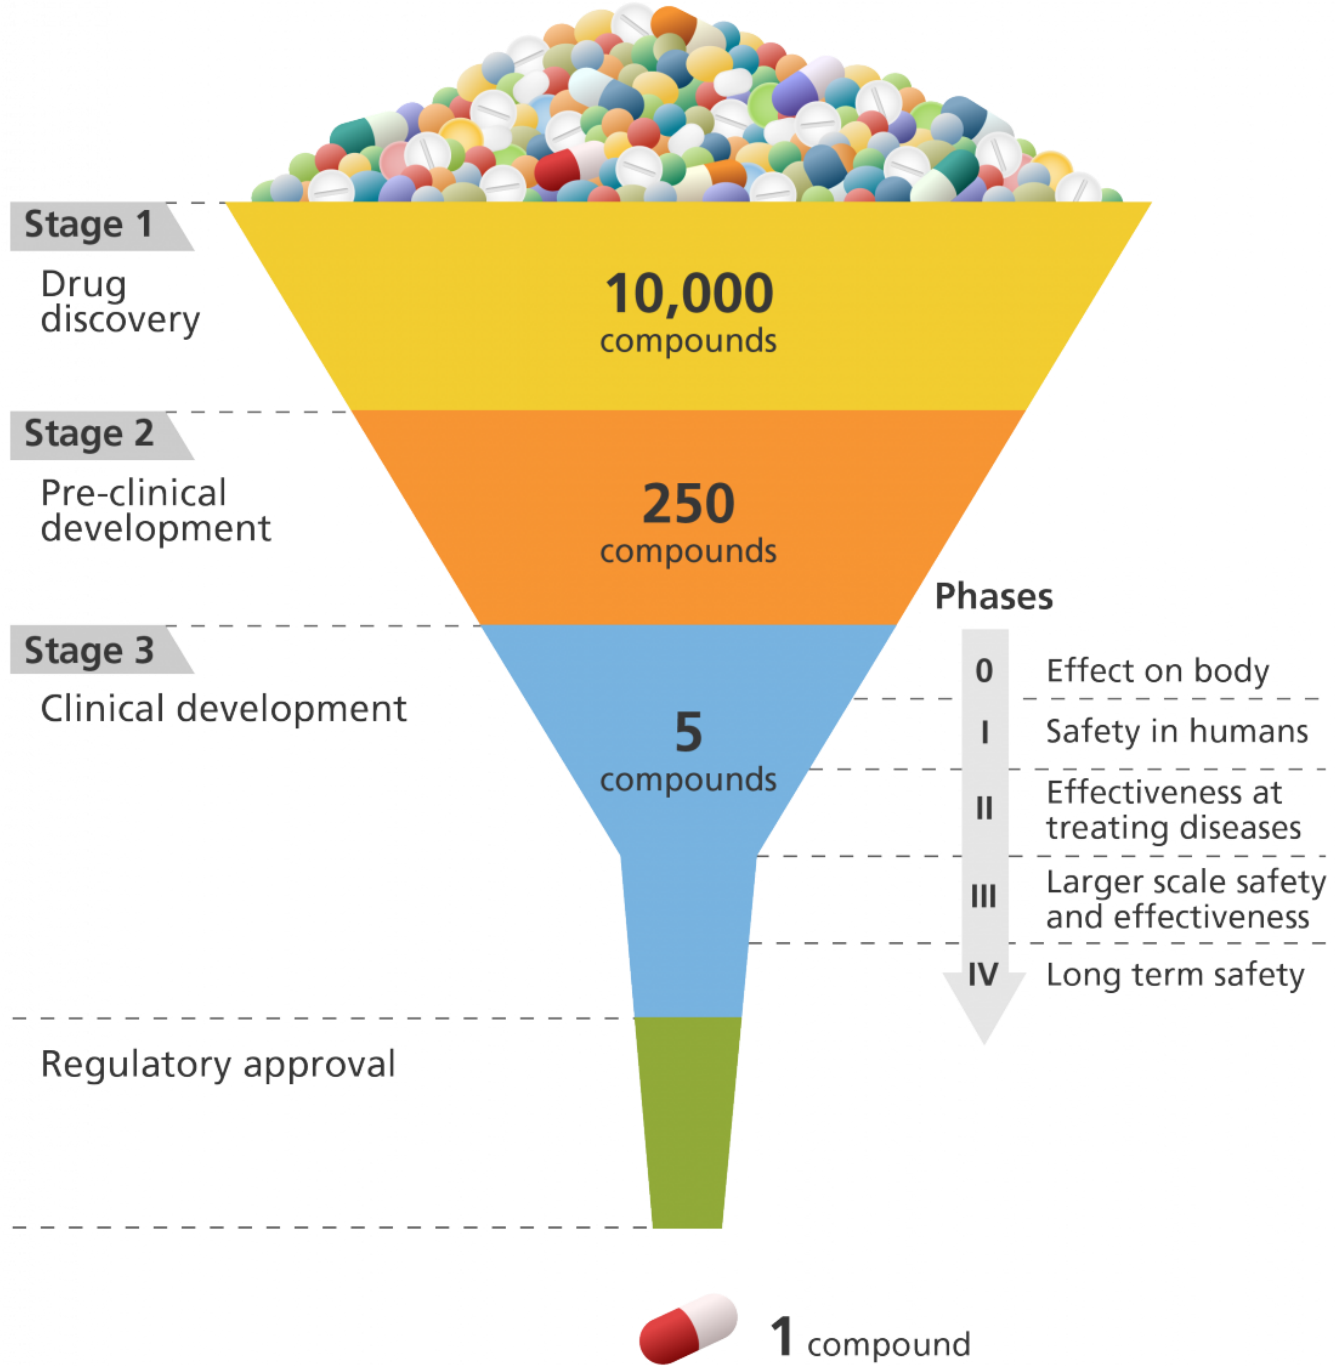 Stage 1
Drug
discovery
10,000
compounds
Stage 2
Pre-clinical
development
250
compounds
Stage 3
Clinical development
5
compounds
Phases
0 Effect on body
I Safety in humans
II Effectiveness at
treating diseases
III Larger scale safety
and effectiveness
IV Long term safety
Regulatory approval
1 compound